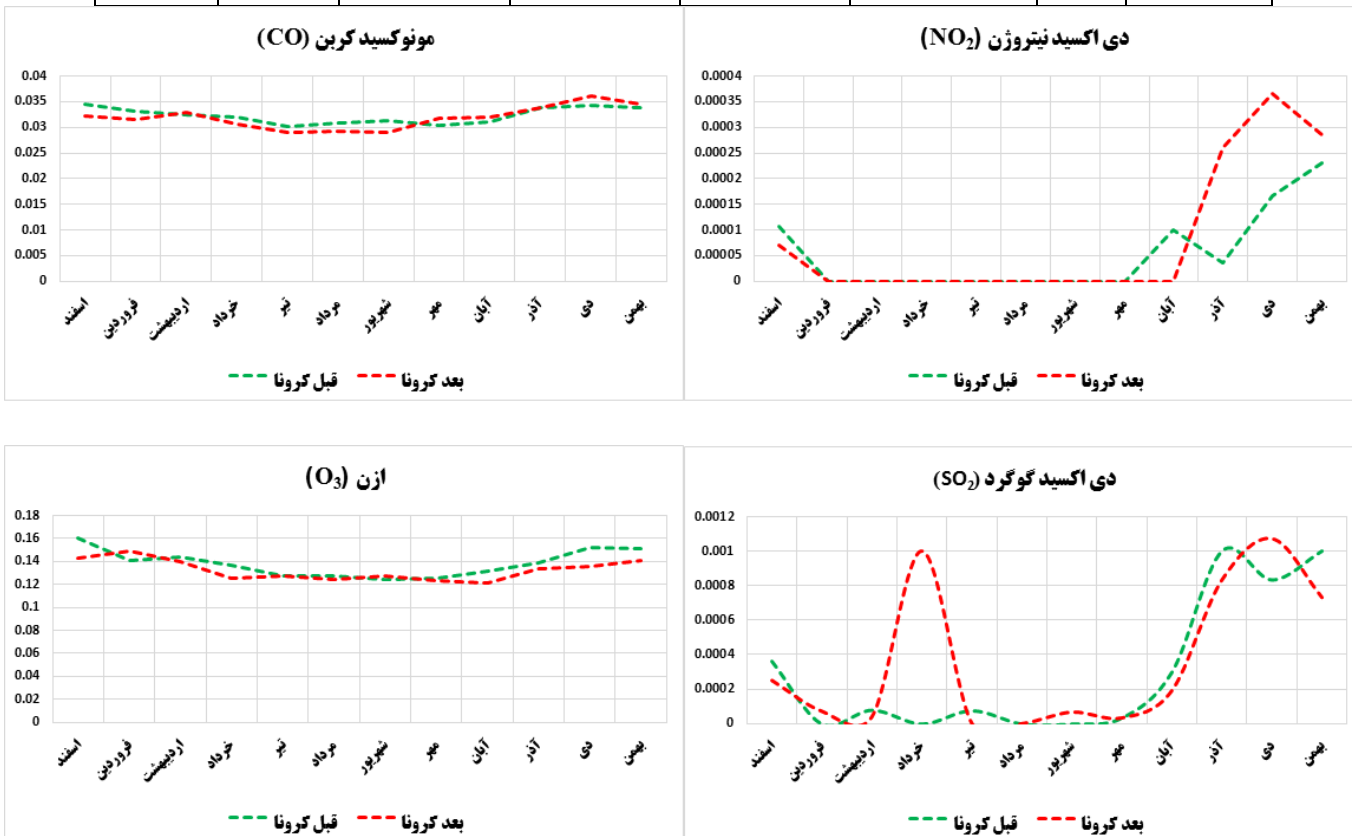 مونوکسید کربن (CO)
0.04
0.035
0.03
0.025
0.02
0.015
0.01
0.005
0
اسفند
فروردین
اردیبهشت
خرداد
تیر
مرداد
شهریور
مهر
آبان
آذر
دی
بهمن
قبل کرونا
بعد کرونا
دی اکسید نیتروژن (NO₂)
0.0004
0.00035
0.0003
0.00025
0.0002
0.00015
0.0001
0.00005
0
اسفند
فروردین
اردیبهشت
خرداد
تیر
مرداد
شهریور
مهر
آبان
آذر
دی
بهمن
قبل کرونا
بعد کرونا
ازن (O₃)
0.18
0.16
0.14
0.12
0.1
0.08
0.06
0.04
0.02
0
اسفند
فروردین
اردیبهشت
خرداد
تیر
مرداد
شهریور
مهر
آبان
آذر
دی
بهمن
قبل کرونا
بعد کرونا
دی اکسید گوگرد (SO₂)
0.0012
0.001
0.0008
0.0006
0.0004
0.0002
0
اسفند
فروردین
اردیبهشت
خرداد
تیر
مرداد
شهریور
مهر
آبان
آذر
دی
بهمن
قبل کرونا
بعد کرونا